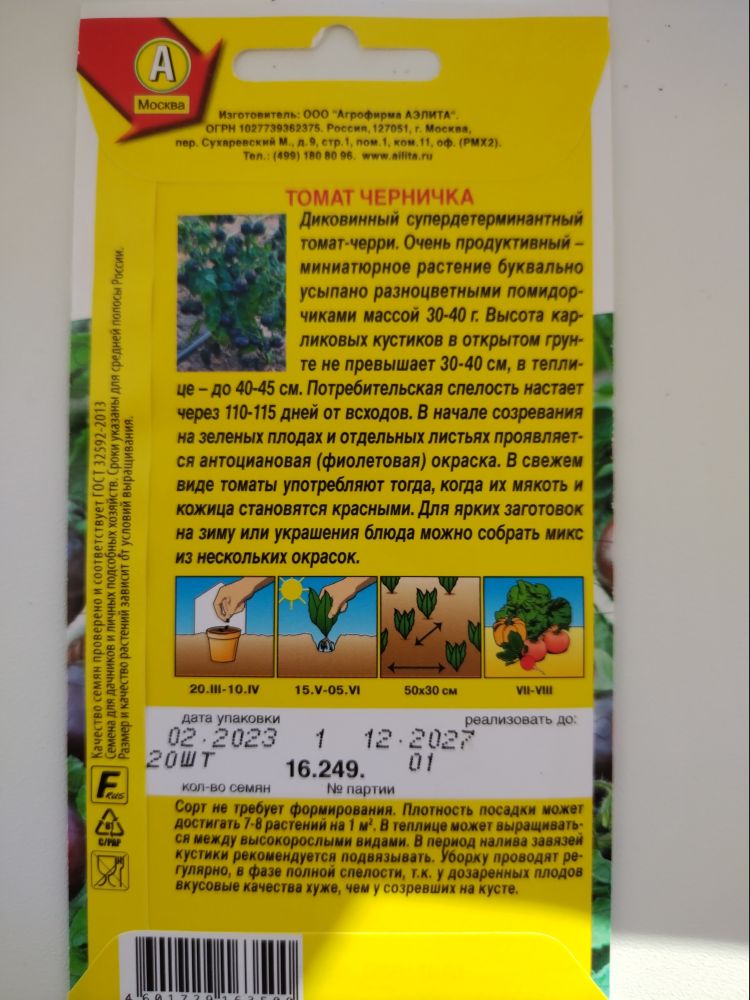 А
Москва
Изготовитель: ООО "Агрофирма АЭЛИТА".
ОГРН 1027739362375. Россия,127051, г. Москва,
пер. Сухаревский М., д.9, стр.1, пом.1, ком.11, оф. (РМХ2).
Тел.: (499) 180 80 96. www.ailita.ru
ТОМАТ ЧЕРНИЧКА
Диковинный супердетерминантный
томат-черри. Очень продуктивный –
миниатюрное растение буквально
усыпано разноцветными помидор-
чиками массой 30-40 г. Высота кар-
ликовых кустиков в открытом грун-
те не превышает 30-40 см, в тепли-
це – до 40-45 см. Потребительская спелость настает
через 110-115 дней от всходов. В начале созревания
на зеленых плодах и отдельных листьях проявляет-
ся антоциановая (фиолетовая) окраска. В свежем
виде томаты употребляют тогда, когда их мякоть и
кожица становятся красными. Для ярких заготовок
на зиму или украшения блюда можно собрать микс
из нескольких окрасок.
20.III-10.IV 15.V-05.VI 50х30 см VII-VIII
дата упаковки реализовать до:
02·2023 1 12·2027
20ШТ 16.249. 01
кол-во семян № партии
Сорт не требует формирования. Плотность посадки может
достигать 7-8 растений на 1 м². В теплице может выращивать-
ся между высокорослыми видами. В период налива завязей
кустики рекомендуется подвязывать. Уборку проводят ре-
гулярно, в фазе полной спелости, т.к. у дозаренных плодов
вкусовые качества хуже, чем у созревших на кусте.
Качество семян проверено и соответствует ГОСТ 32592-2013
Семена для дачников и личных подсобных хозяйств. Сроки указаны для средней полосы России.
Размер и качество растений зависит от условий выращивания.
F RUS
81
C/PAP
4 601729 163500